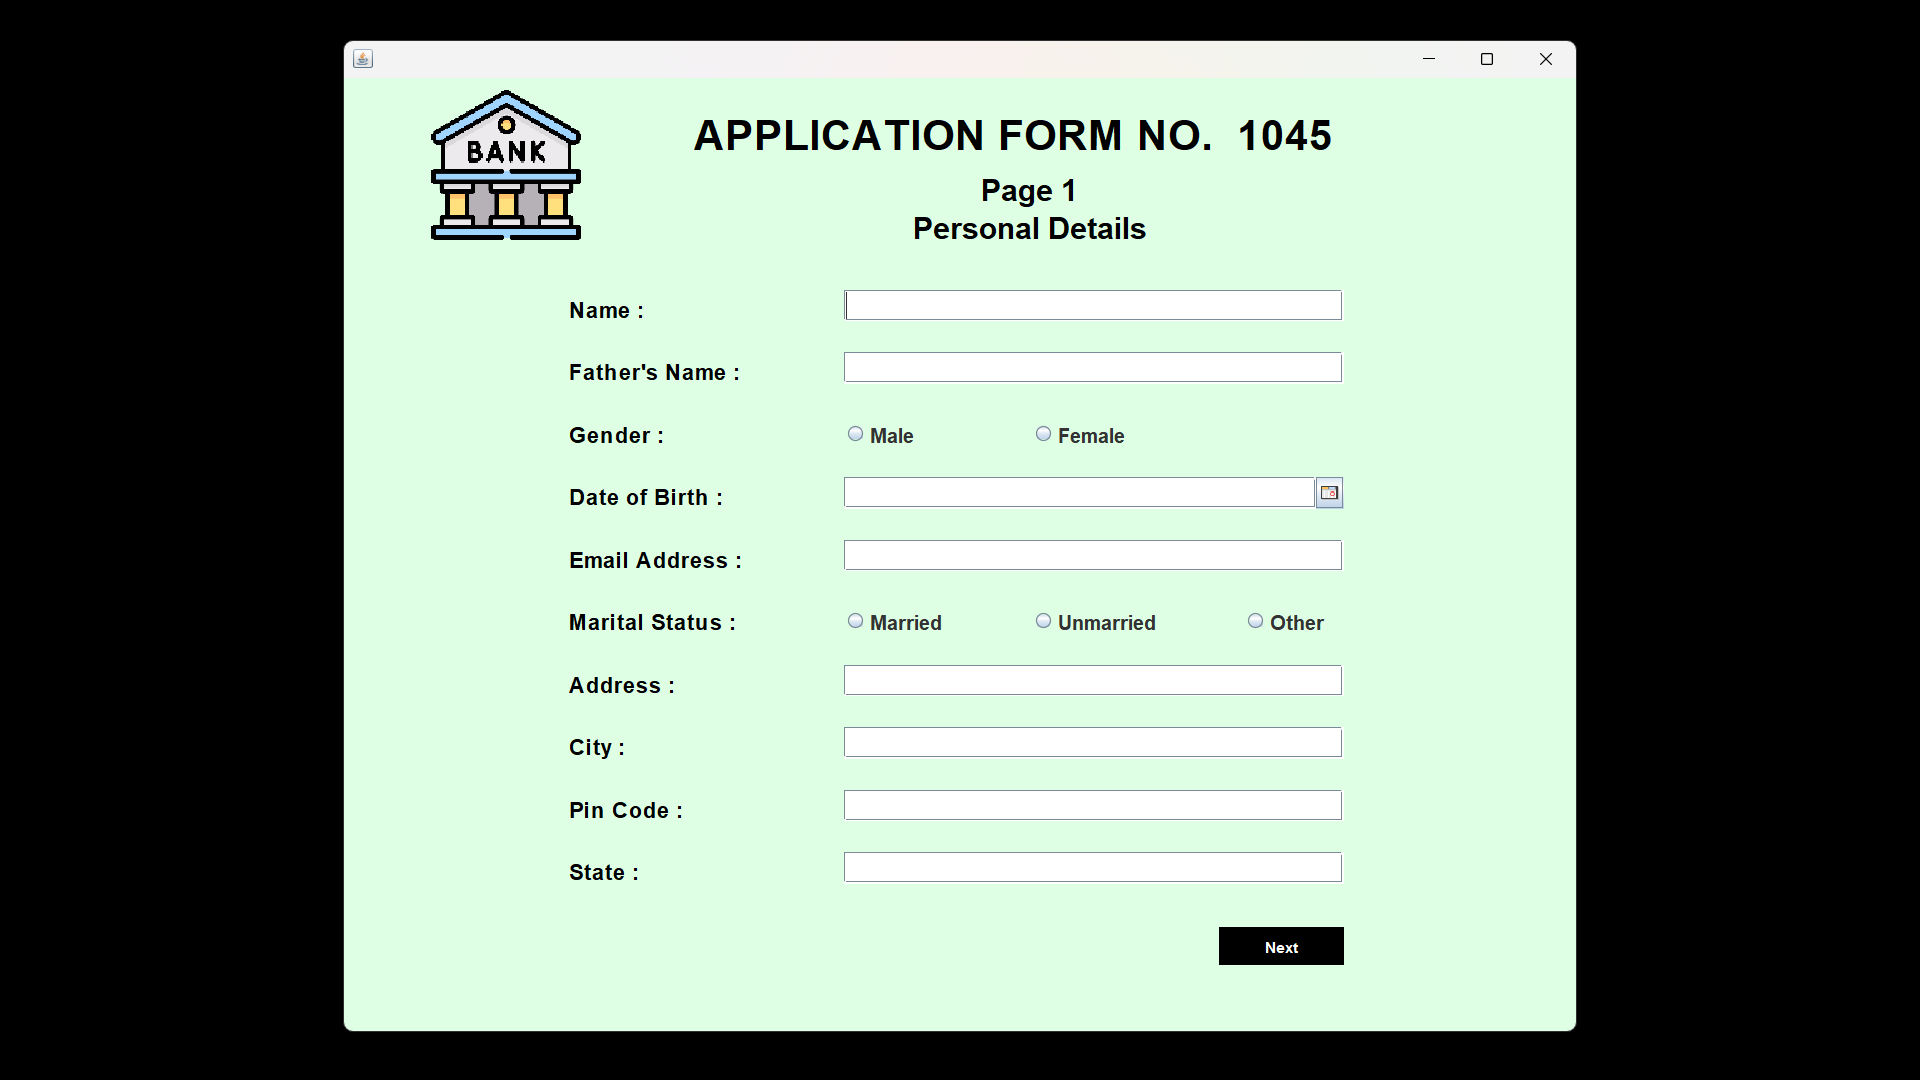 BANK
APPLICATION FORM NO. 1045
Page 1
Personal Details
Name :
Father's Name :
Gender : Male Female
Date of Birth :
Email Address :
Marital Status : Married Unmarried Other
Address :
City :
Pin Code :
State :
Next